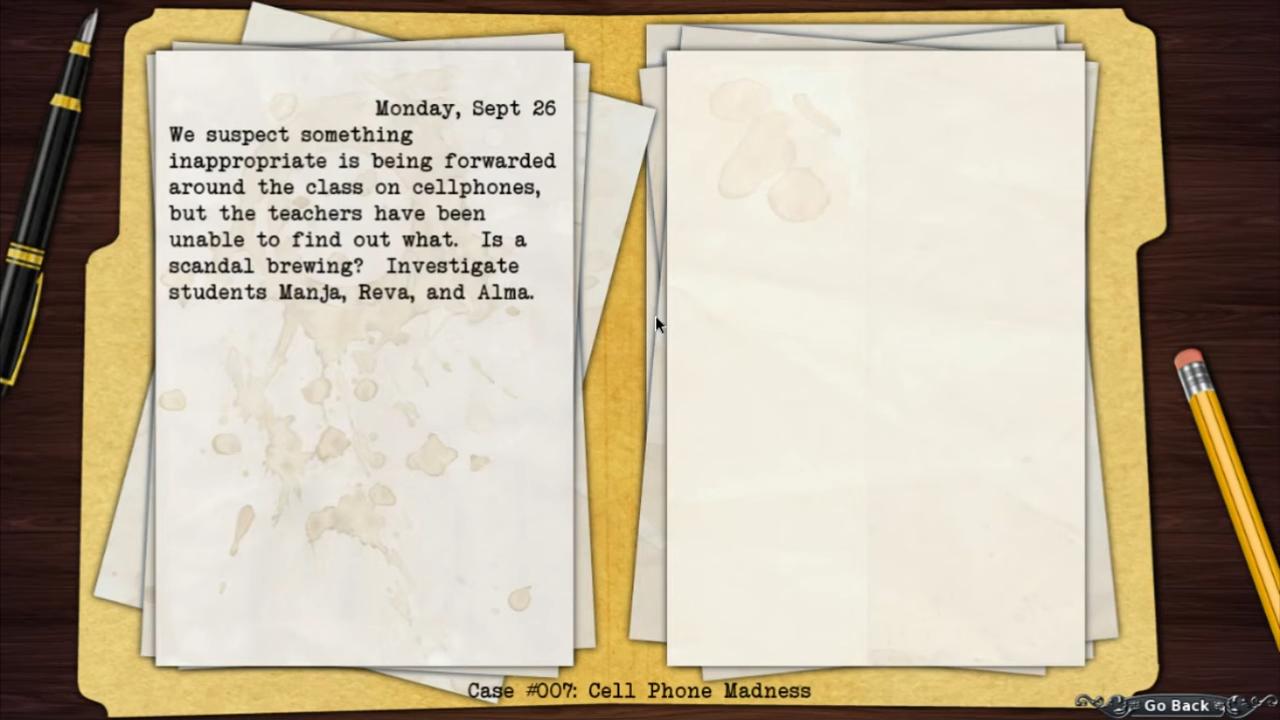 Monday, Sept 26
We suspect something
inappropriate is being forwarded
around the class on cellphones,
but the teachers have been
unable to find out what.  Is a
scandal brewing?  Investigate
students Manja, Reva, and Alma.
Case #007: Cell Phone Madness
Go Back